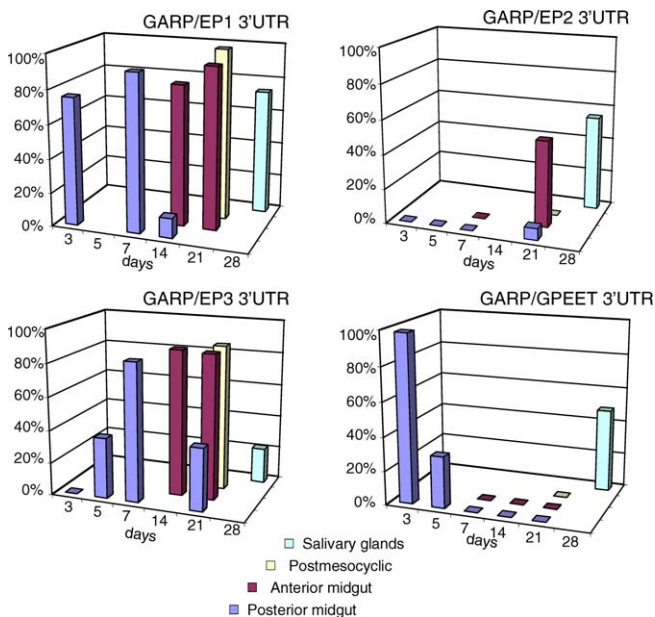 GARP/EP1 3'UTR
100%
80%
60%
40%
20%
0%
3 5 7 14 21 28
days
GARP/EP2 3'UTR
100%
80%
60%
40%
20%
0%
3 5 7 14 21 28
days
GARP/EP3 3'UTR
100%
80%
60%
40%
20%
0%
3 5 7 14 21 28
days
GARP/GPEET 3'UTR
100%
80%
60%
40%
20%
0%
3 5 7 14 21 28
days
Salivary glands
Postmesocyclic
Anterior midgut
Posterior midgut